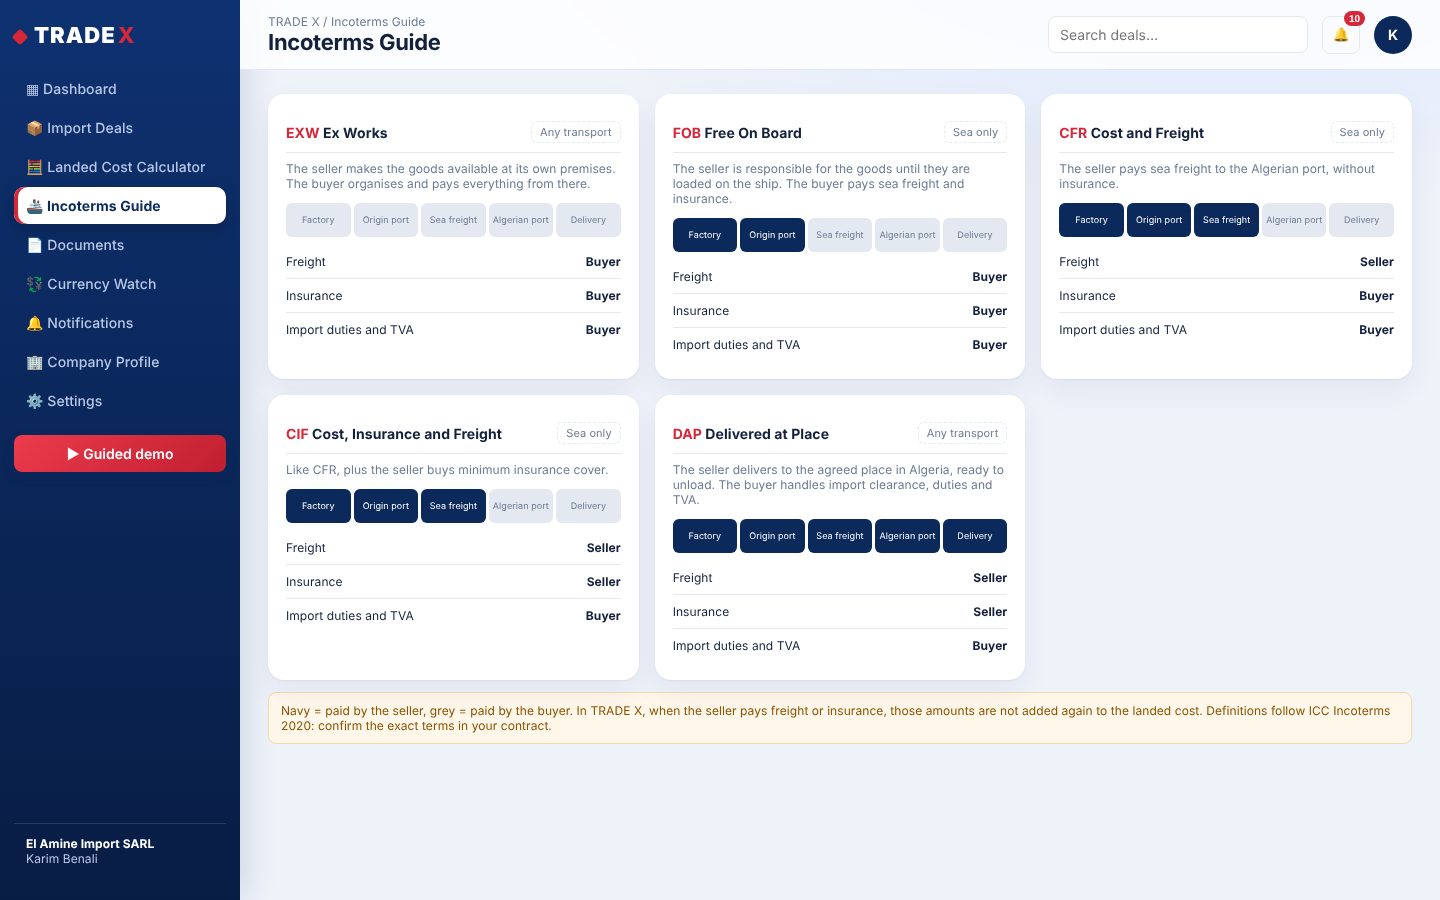 TRADE X
Dashboard
Import Deals
Landed Cost Calculator
Incoterms Guide
Documents
Currency Watch
Notifications
Company Profile
Settings
▶ Guided demo
El Amine Import SARL
Karim Benali
TRADE X / Incoterms Guide
Incoterms Guide
Search deals...
10
K
EXW Ex Works
Any transport
The seller makes the goods available at its own premises.
The buyer organises and pays everything from there.
Factory Origin port Sea freight Algerian port Delivery
Freight Buyer
Insurance Buyer
Import duties and TVA Buyer
FOB Free On Board
Sea only
The seller is responsible for the goods until they are
loaded on the ship. The buyer pays sea freight and
insurance.
Factory Origin port Sea freight Algerian port Delivery
Freight Buyer
Insurance Buyer
Import duties and TVA Buyer
CFR Cost and Freight
Sea only
The seller pays sea freight to the Algerian port, without
insurance.
Factory Origin port Sea freight Algerian port Delivery
Freight Seller
Insurance Buyer
Import duties and TVA Buyer
CIF Cost, Insurance and Freight
Sea only
Like CFR, plus the seller buys minimum insurance cover.
Factory Origin port Sea freight Algerian port Delivery
Freight Seller
Insurance Seller
Import duties and TVA Buyer
DAP Delivered at Place
Any transport
The seller delivers to the agreed place in Algeria, ready to
unload. The buyer handles import clearance, duties and
TVA.
Factory Origin port Sea freight Algerian port Delivery
Freight Seller
Insurance Seller
Import duties and TVA Buyer
Navy = paid by the seller, grey = paid by the buyer. In TRADE X, when the seller pays freight or insurance, those amounts are not added again to the landed cost. Definitions follow ICC Incoterms
2020: confirm the exact terms in your contract.